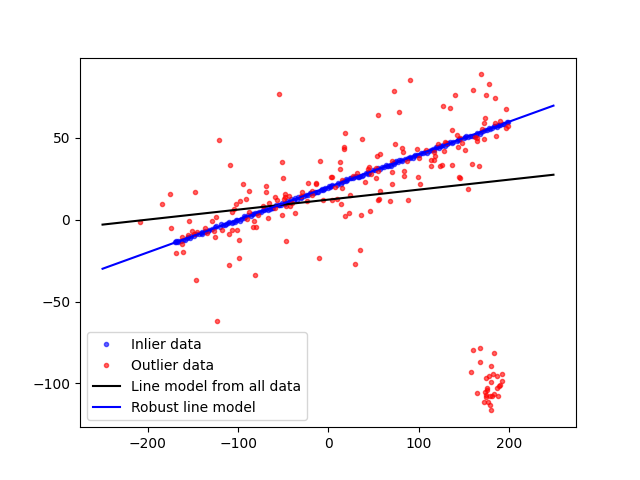 50
0
−50
−100
Inlier data
Outlier data
Line model from all data
Robust line model
−200
−100
0
100
200